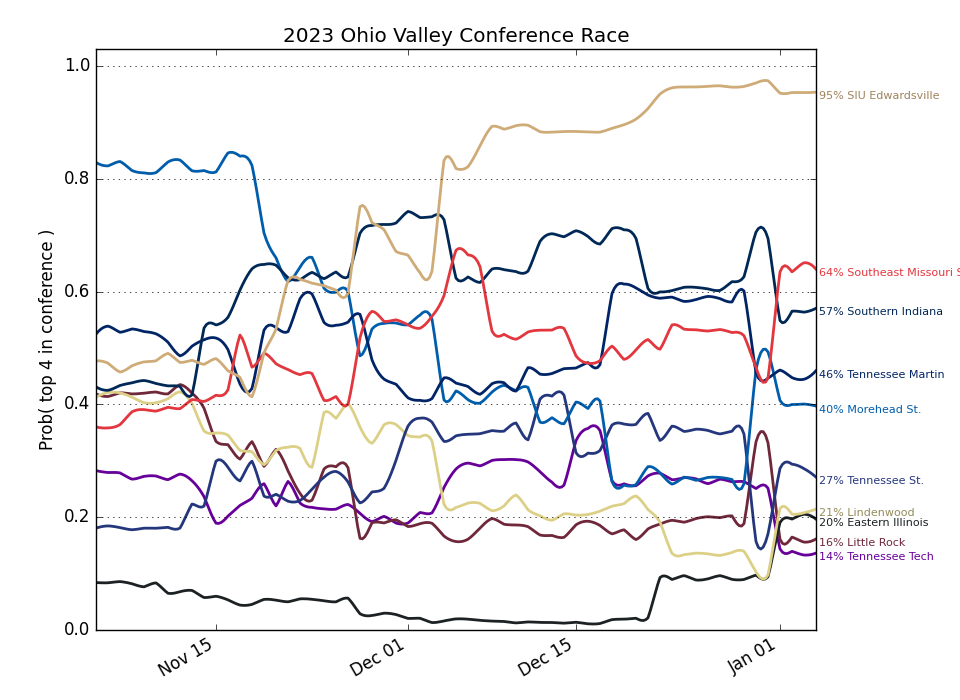 2023 Ohio Valley Conference Race
Prob( top 4 in conference )
1.0
0.8
0.6
0.4
0.2
0.0
Nov 15
Dec 01
Dec 15
Jan 01
95% SIU Edwardsville
64% Southeast Missouri S
57% Southern Indiana
46% Tennessee Martin
40% Morehead St.
27% Tennessee St.
21% Lindenwood
20% Eastern Illinois
16% Little Rock
14% Tennessee Tech